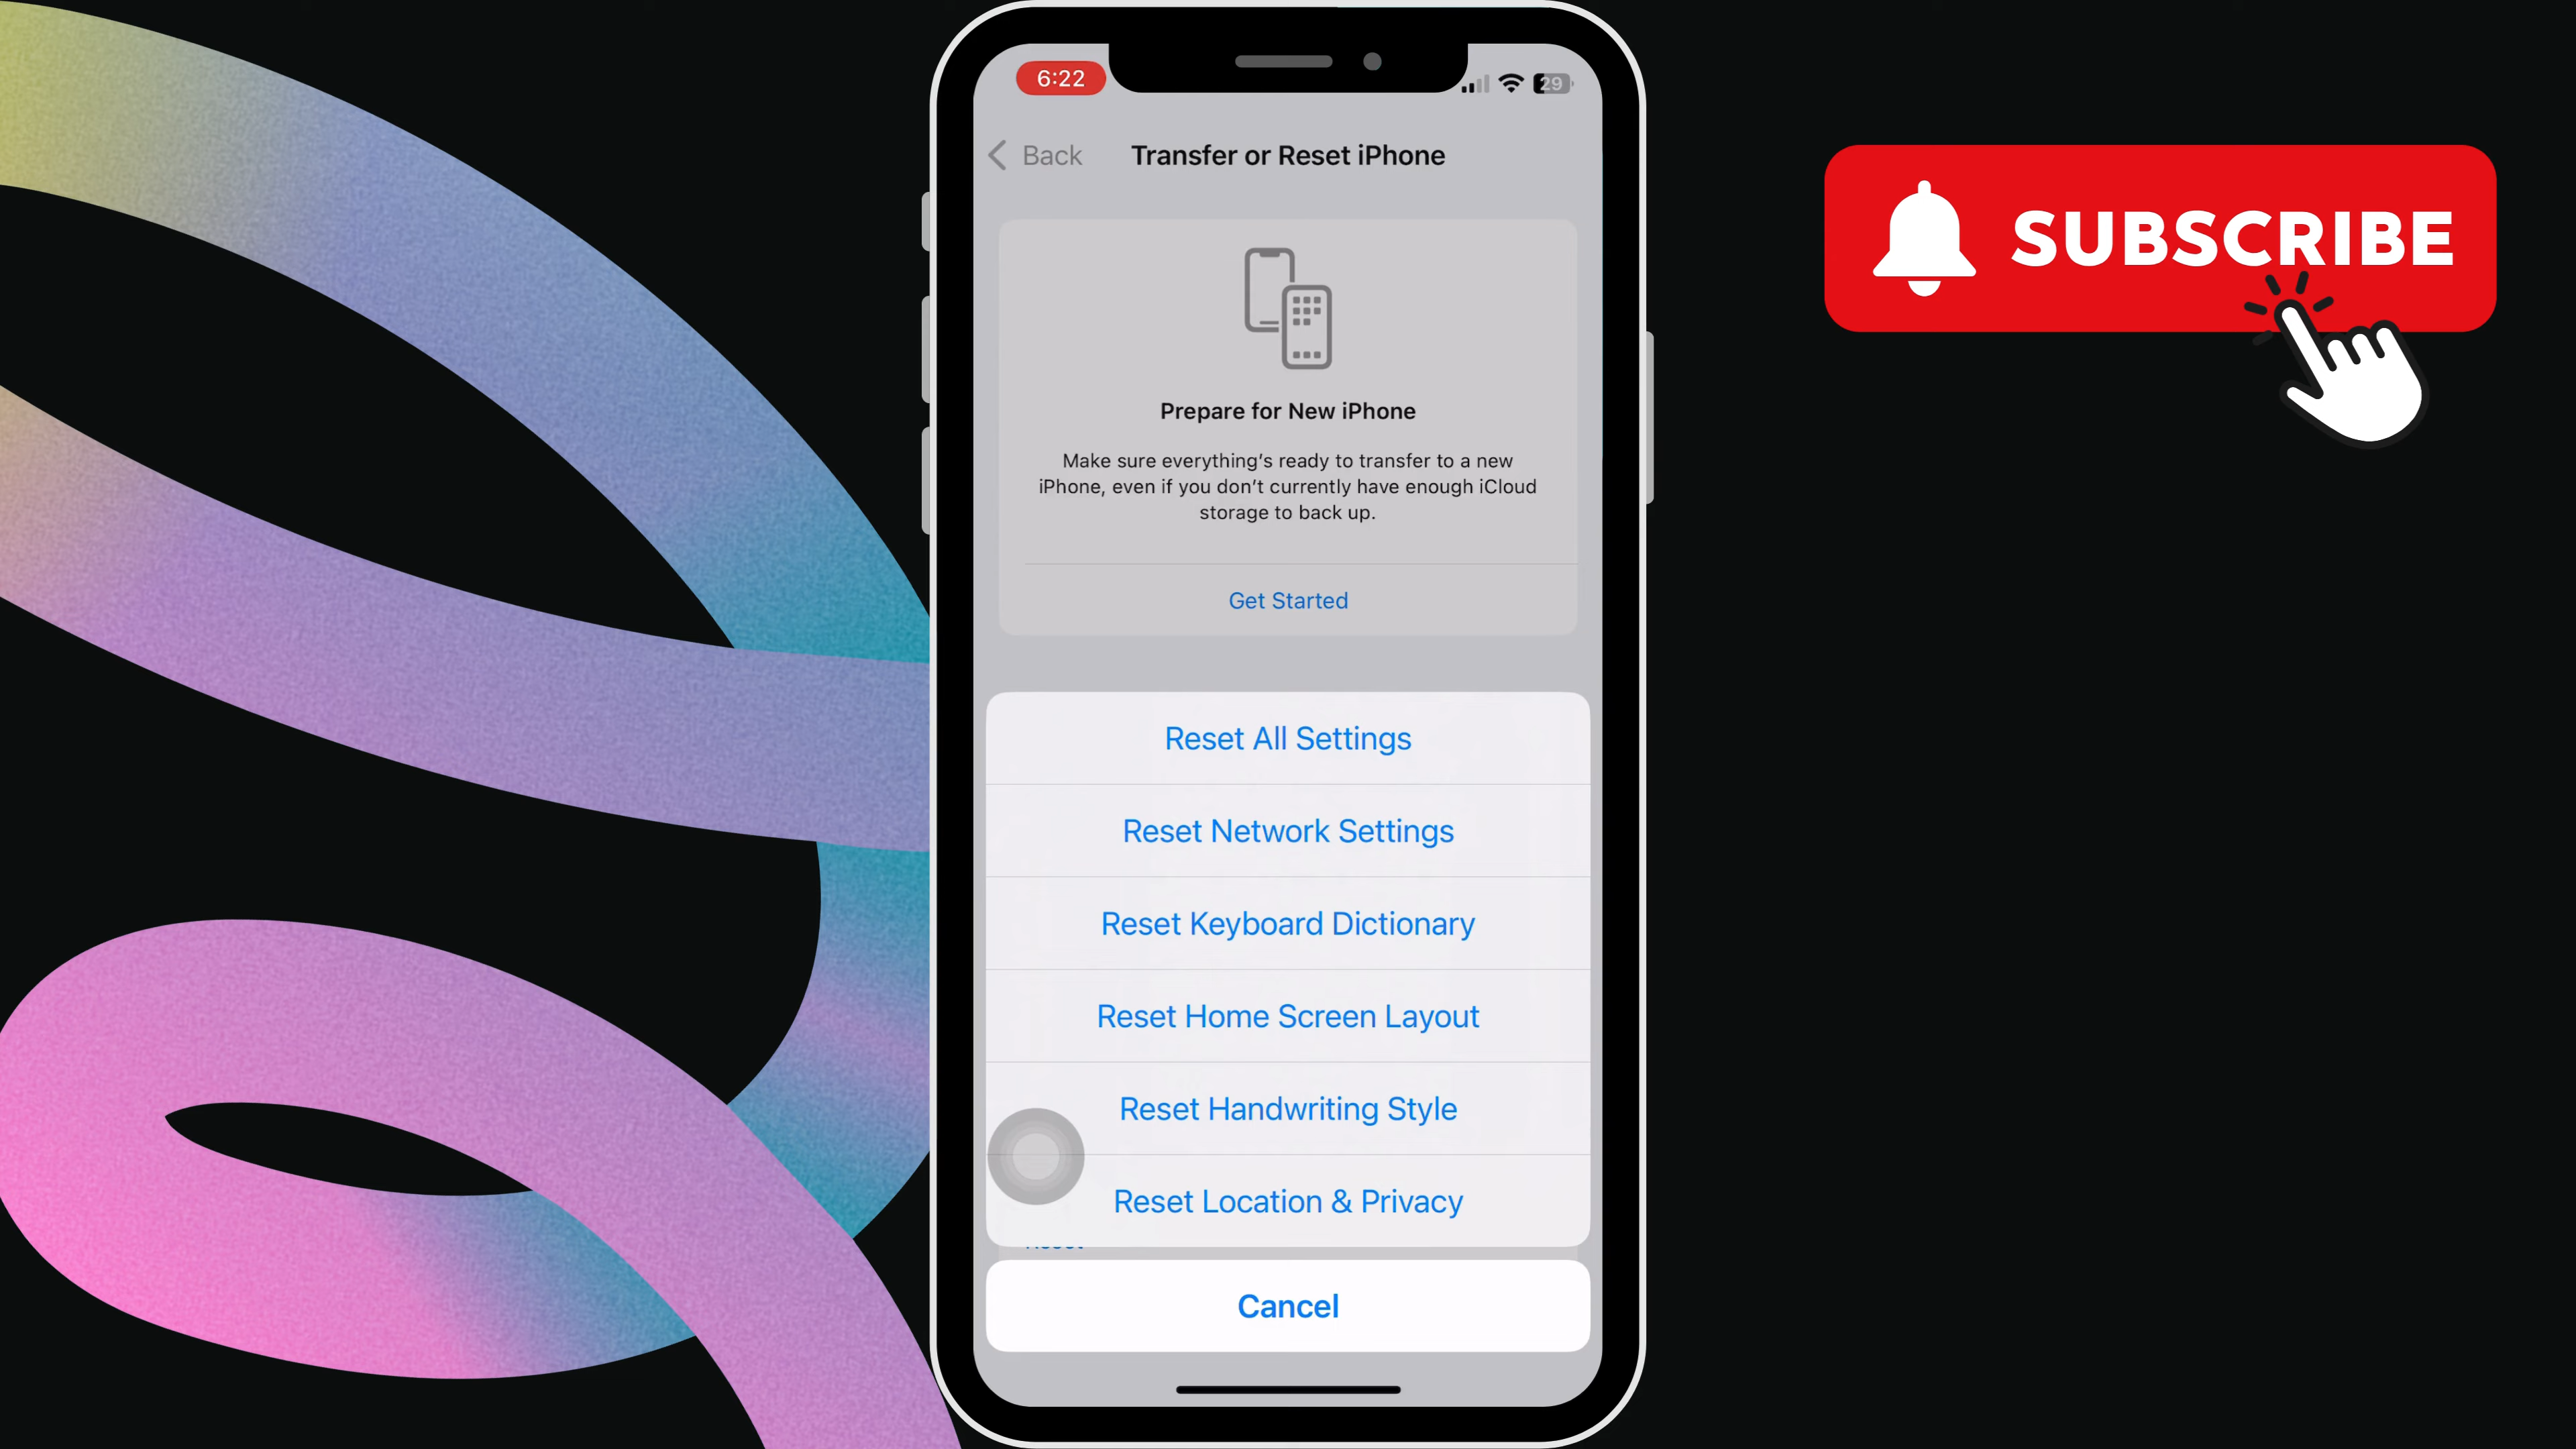 6:22
29
Back
Transfer or Reset iPhone
SUBSCRIBE
Prepare for New iPhone
Make sure everything's ready to transfer to a new
iPhone, even if you don't currently have enough iCloud
storage to back up.
Get Started
Reset All Settings
Reset Network Settings
Reset Keyboard Dictionary
Reset Home Screen Layout
Reset Handwriting Style
Reset Location & Privacy
Cancel